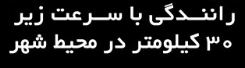 رانندگی با سرعت زیر
۳۰ کیلومتر در محیط شهر